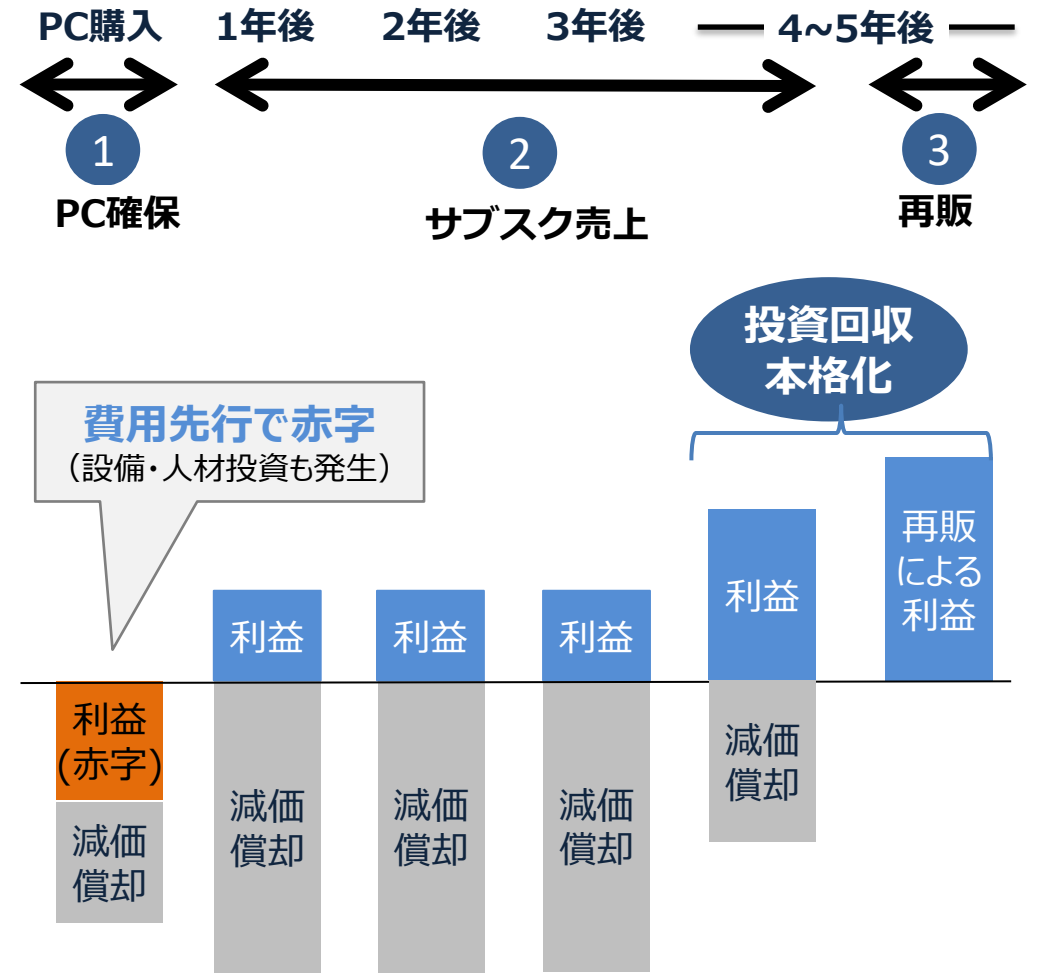 PC購入 1年後 2年後 3年後 4~5年後
1
PC確保
2
サブスク売上
3
再販
投資回収
本格化
費用先行で赤字
（設備・人材投資も発生）
利益
(赤字)
減価
償却
利益
減価
償却
利益
減価
償却
利益
減価
償却
利益
減価
償却
再販
による
利益